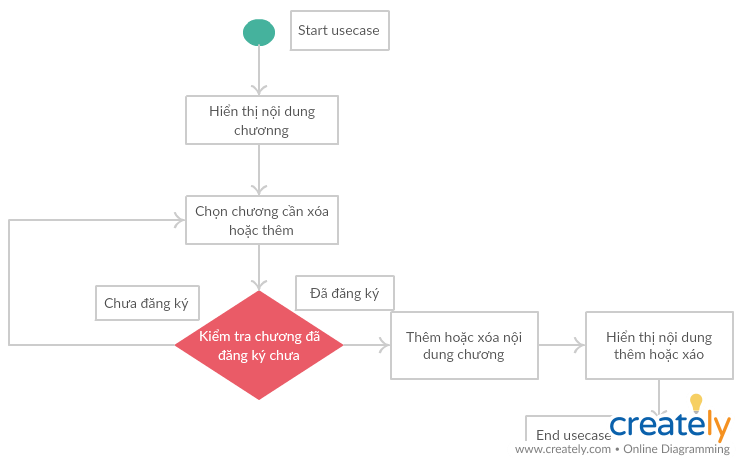 Start usecase
Hiển thị nội dung
chươnng
Chọn chương cần xóa
hoặc thêm
Chưa đăng ký
Đã đăng ký
Kiểm tra chương đã
đăng ký chưa
Thêm hoặc xóa nội
dung chương
Hiển thị nội dung
thêm hoặc xáo
End usecase
creately
www.creately.com • Online Diagramming